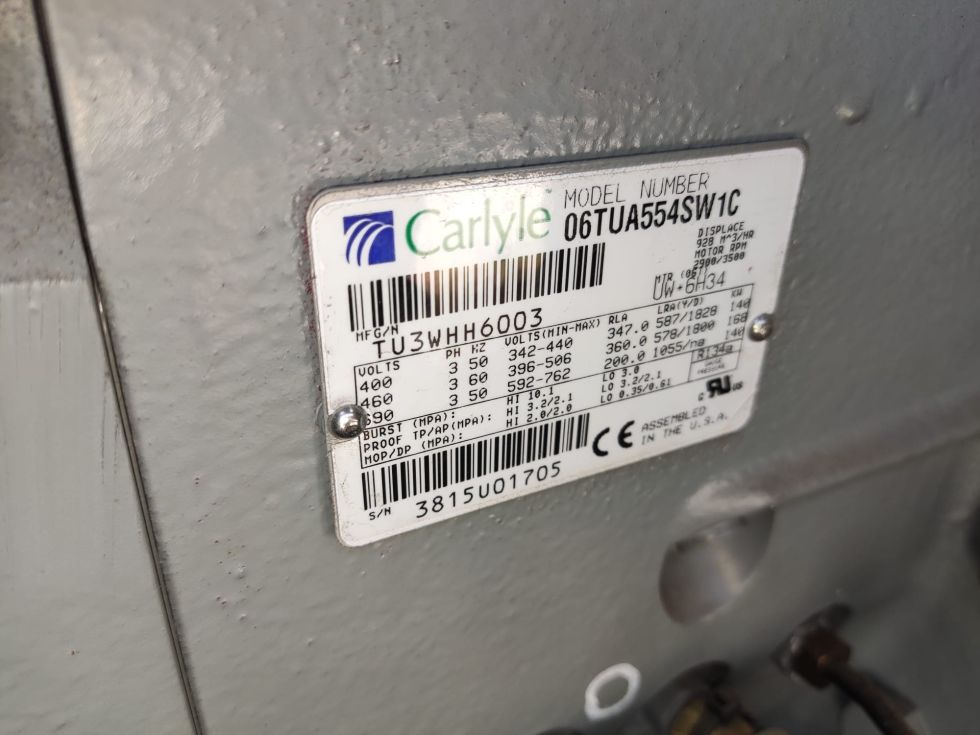 Carlyle
MODEL NUMBER
06TUA554SW1C
DISPLACE
928 M^3/HR
MOTOR RPM
2900/3500
UW-6H34
MFG/N
TU3WHH6003
VOLTS PH HZ VOLTS(MIN-MAX) RLA LRA(Y/D) KW
400 3 50 342-440 347.0 587/1828 140
460 3 60 396-506 360.0 578/1800 168
690 3 50 592-762 200.0 1055/na 140
BURST (MPA): HI 10.1 LO 3.0
PROOF TP/AP(MPA): HI 3.2/2.1 LO 3.2/2.1
MOP/DP (MPA): HI 2.0/2.0 LO 0.35/0.61
R134a
GAUGE
PRESSURE
C UR US
CE ASSEMBLED
IN THE U.S.A.
S/N 3815U01705